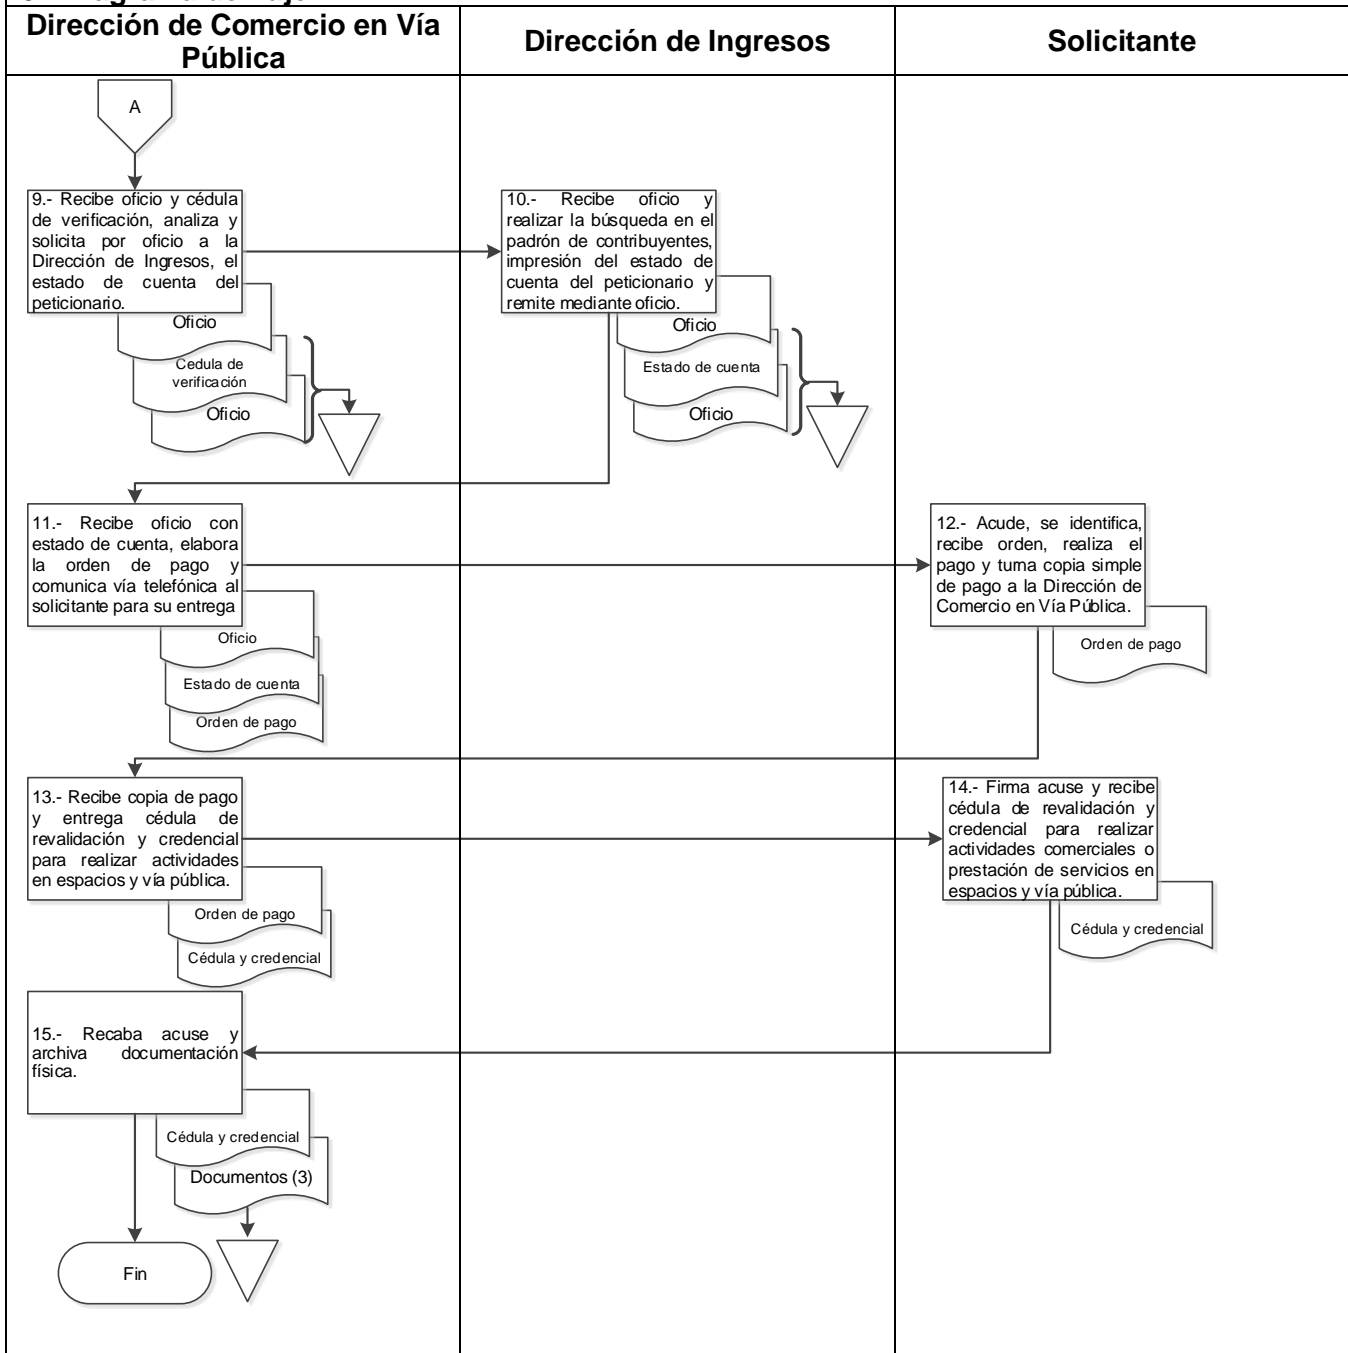 Dirección de Comercio en Vía
Pública
Dirección de Ingresos
Solicitante
A
9.- Recibe oficio y cédula
de verificación, analiza y
solicita por oficio a la
Dirección de Ingresos, el
estado de cuenta del
peticionario.
Oficio
Cedula de
verificación
Oficio
10.- Recibe oficio y
realizar la búsqueda en el
padrón de contribuyentes,
impresión del estado de
cuenta del peticionario y
remite mediante oficio.
Oficio
Estado de cuenta
Oficio
11.- Recibe oficio con
estado de cuenta, elabora
la orden de pago y
comunica vía telefónica al
solicitante para su entrega
Oficio
Estado de cuenta
Orden de pago
12.- Acude, se identifica,
recibe orden, realiza el
pago y turna copia simple
de pago a la Dirección de
Comercio en Vía Pública.
Orden de pago
13.- Recibe copia de pago
y entrega cédula de
revalidación y credencial
para realizar actividades
en espacios y vía pública.
Orden de pago
Cédula y credencial
14.- Firma acuse y recibe
cédula de revalidación y
credencial para realizar
actividades comerciales o
prestación de servicios en
espacios y vía pública.
Cédula y credencial
15.- Recaba acuse y
archiva documentación
física.
Cédula y credencial
Documentos (3)
Fin